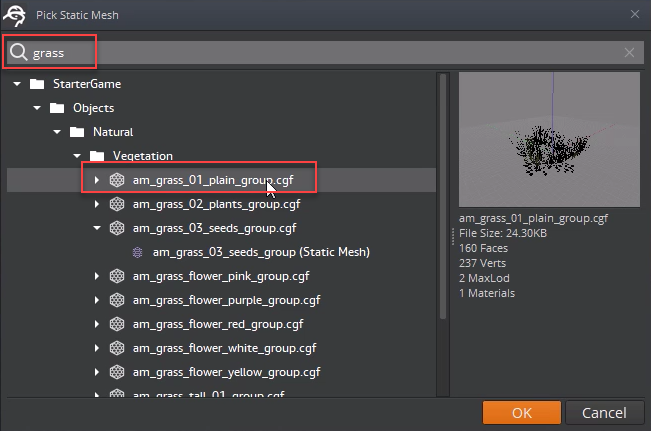 Pick Static Mesh
grass
StarterGame
Objects
Natural
Vegetation
am_grass_01_plain_group.cgf
am_grass_02_plants_group.cgf
am_grass_03_seeds_group.cgf
am_grass_03_seeds_group (Static Mesh)
am_grass_flower_pink_group.cgf
am_grass_flower_purple_group.cgf
am_grass_flower_red_group.cgf
am_grass_flower_white_group.cgf
am_grass_flower_yellow_group.cgf
am_grass_tall_01_group.cgf
am_grass_01_plain_group.cgf
File Size: 24.30KB
160 Faces
237 Verts
2 MaxLod
1 Materials
OK
Cancel